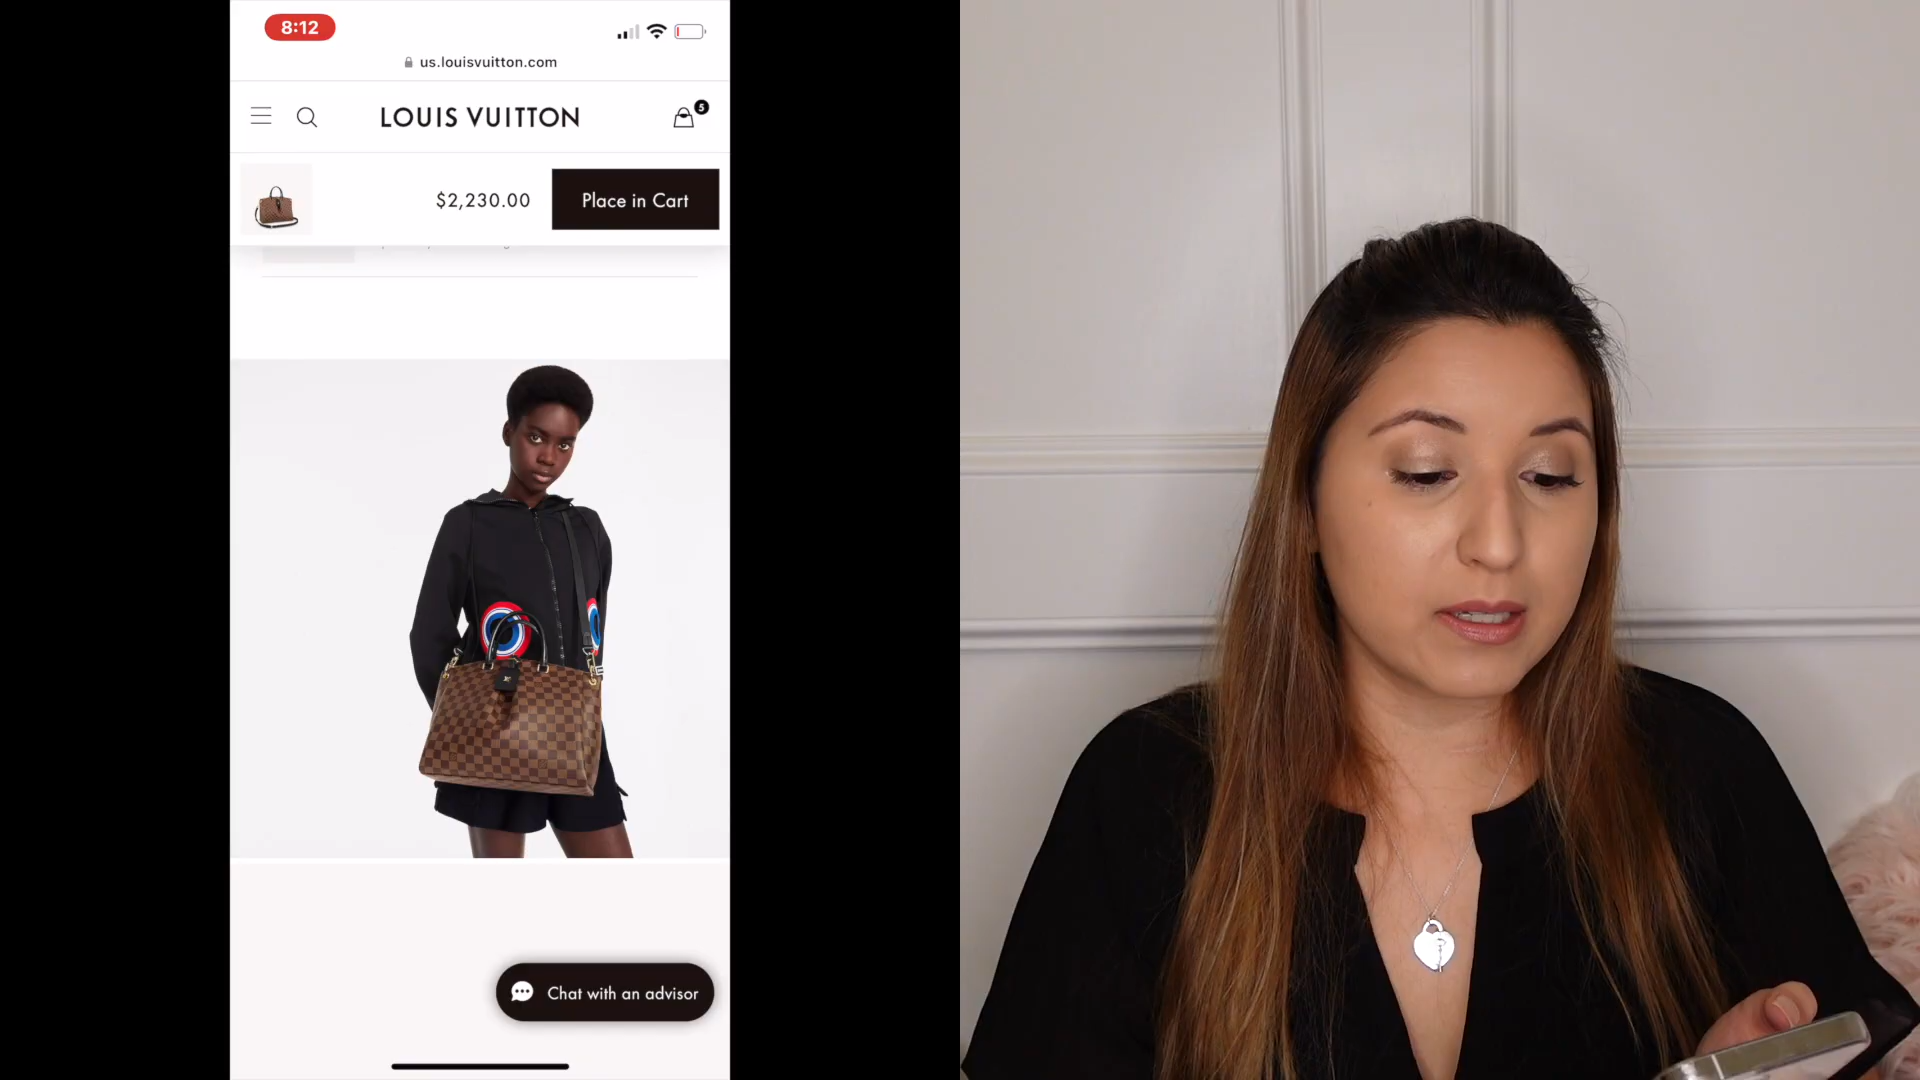 8:12
us.louisvuitton.com
LOUIS VUITTON
5
$2,230.00
Place in Cart
Chat with an advisor